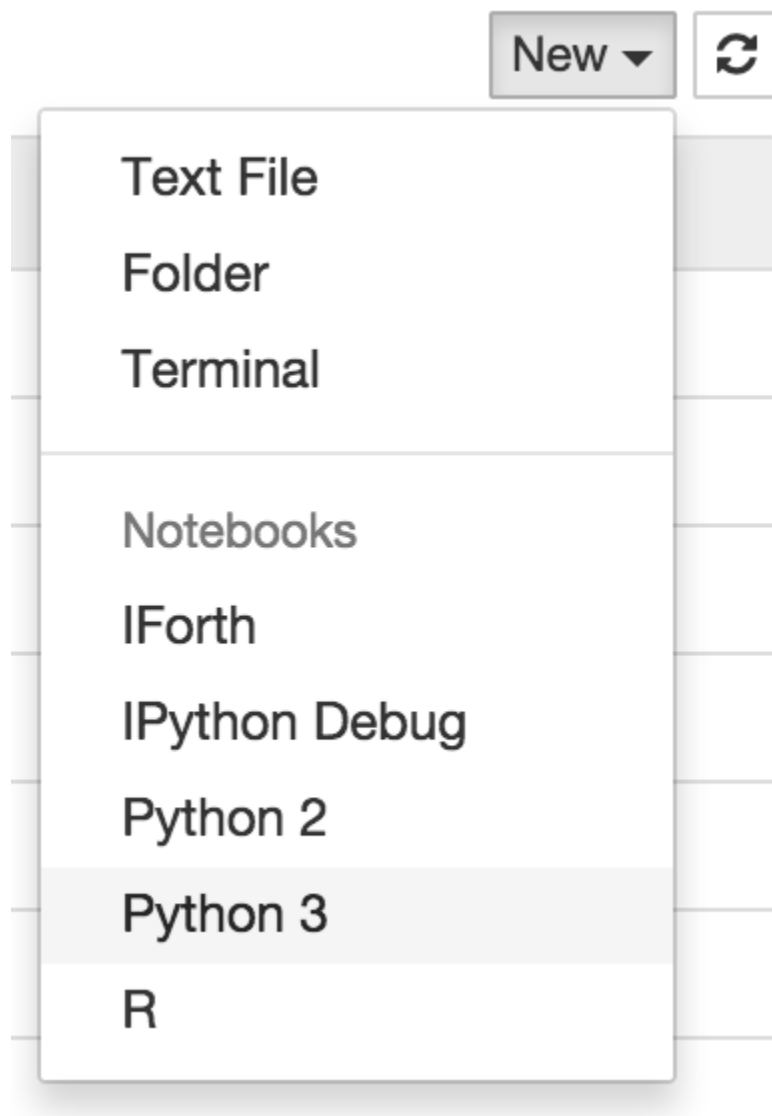 New
Text File
Folder
Terminal
Notebooks
IForth
IPython Debug
Python 2
Python 3
R